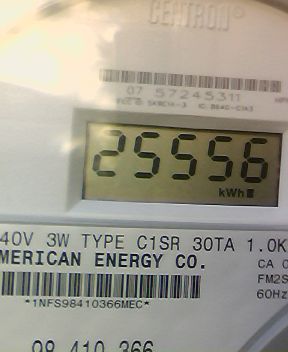 CENTRON®
07 57245311
25556
kWh
40V 3W TYPE C1SR 30TA 1.0K
MERICAN ENERGY CO.
CA 0
FM2S
60Hz
*1NFS98410366MEC*
98 410 366